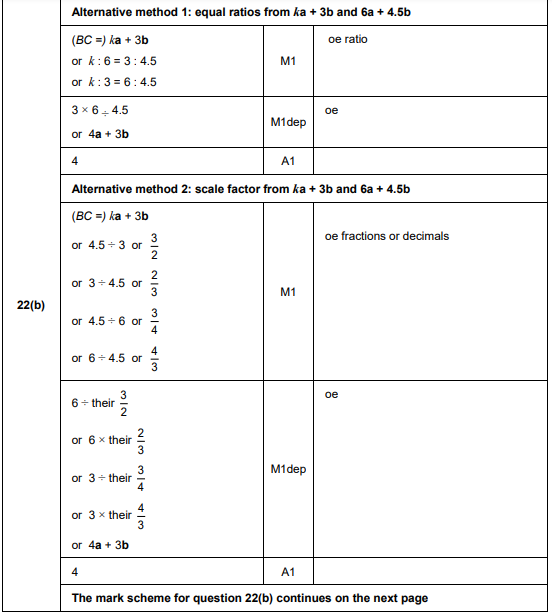 Alternative method 1: equal ratios from ka + 3b and 6a + 4.5b
(BC =) ka + 3b
or k : 6 = 3 : 4.5
or k : 3 = 6 : 4.5
M1
oe ratio
3 × 6 ÷ 4.5
or 4a + 3b
M1dep
oe
4
A1
Alternative method 2: scale factor from ka + 3b and 6a + 4.5b
22(b)
(BC =) ka + 3b
or 4.5 ÷ 3 or 3/2
or 3 ÷ 4.5 or 2/3
or 4.5 ÷ 6 or 3/4
or 6 ÷ 4.5 or 4/3
M1
oe fractions or decimals
6 ÷ their 3/2
or 6 × their 2/3
or 3 ÷ their 3/4
or 3 × their 4/3
or 4a + 3b
M1dep
oe
4
A1
The mark scheme for question 22(b) continues on the next page